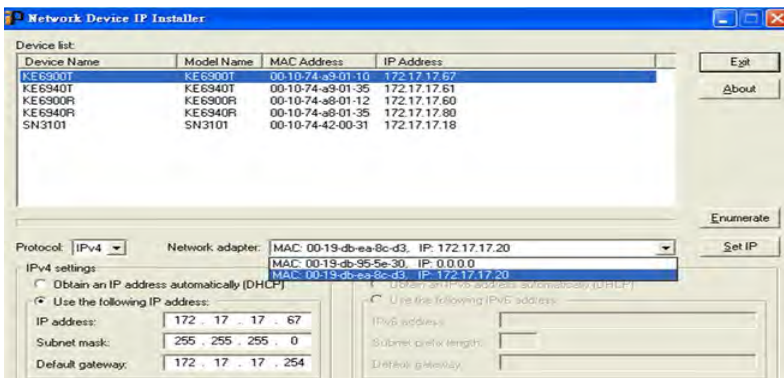 Network Device IP Installer
Device list:
Device Name Model Name MAC Address IP Address
KE6900T KE6900T 00-10-74-a9-01-10 172.17.17.67
KE6940T KE6940T 00-10-74-a9-01-35 172.17.17.61
KE6900R KE6900R 00-10-74-a8-01-12 172.17.17.60
KE6940R KE6940R 00-10-74-a8-01-35 172.17.17.80
SN3101 SN3101 00-10-74-42-00-31 172.17.17.18
Exit
About
Enumerate
Set IP
Protocol: IPv4 Network adapter: MAC: 00-19-db-ea-8c-d3, IP: 172.17.17.20
MAC: 00-19-db-95-5e-30, IP: 0.0.0.0
MAC: 00-19-db-ea-8c-d3, IP: 172.17.17.20
IPv4 settings
Obtain an IP address automatically (DHCP)
Use the following IP address:
IP address: 172 . 17 . 17 . 67
Subnet mask: 255 . 255 . 255 . 0
Default gateway: 172 . 17 . 17 . 254
Obtain an IPv6 address automatically (DHCP)
Use the following IPv6 address:
IPv6 address:
Subnet prefix length:
Default gateway: